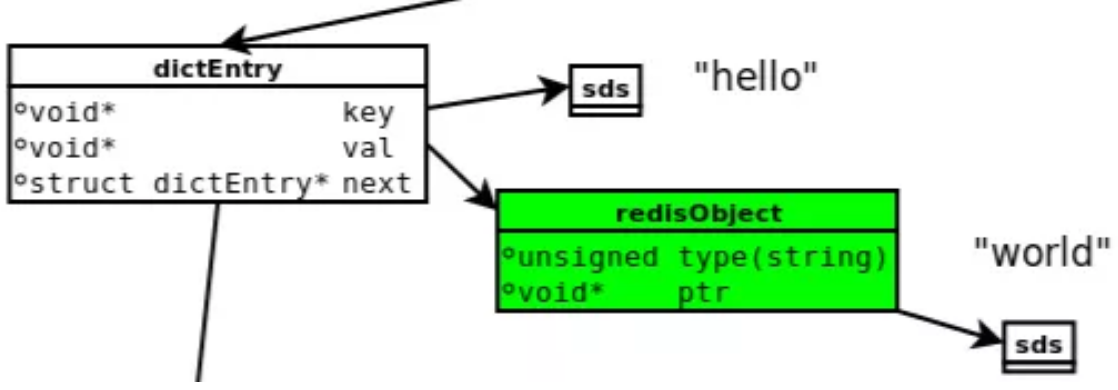 dictEntry
void* key
void* val
struct dictEntry* next
sds
"hello"
redisObject
unsigned type(string)
void* ptr
"world"
sds